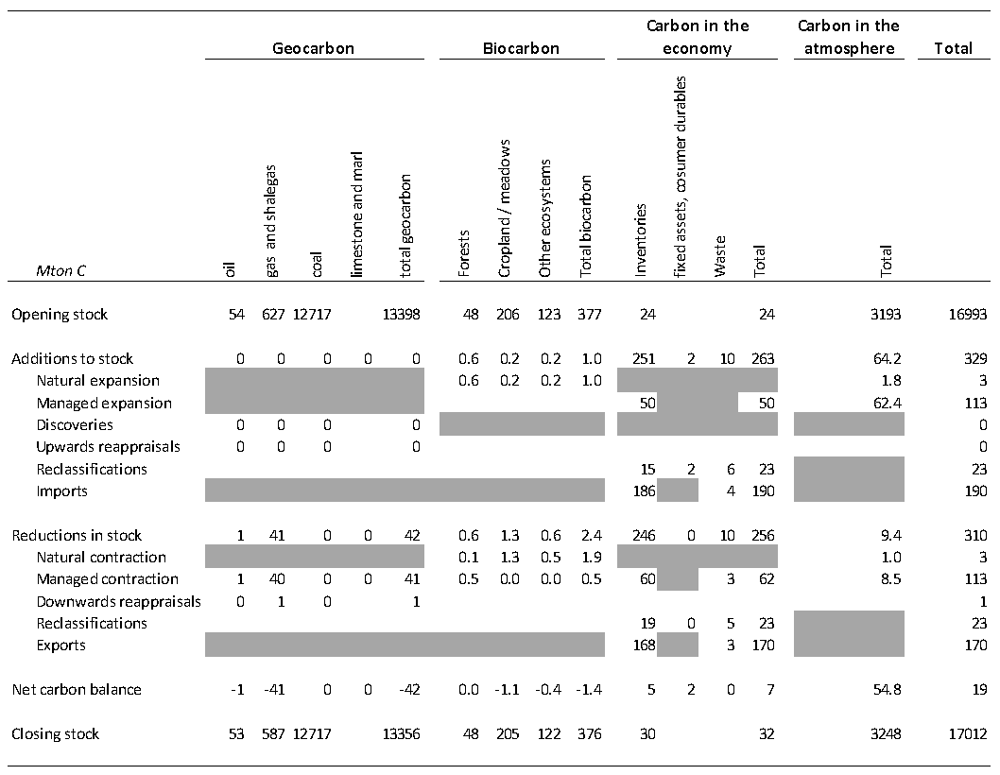 Geocarbon Biocarbon Carbon in the economy Carbon in the atmosphere Total
Mton C oil gas and shalegas coal limestone and marl total geocarbon Forests Cropland / meadows Other ecosystems Total biocarbon Inventories fixed assets, cosumer durables Waste Total Total
Opening stock 54 627 12717 13398 48 206 123 377 24 24 3193 16993
Additions to stock 0 0 0 0 0 0.6 0.2 0.2 1.0 251 2 10 263 64.2 329
Natural expansion 0.6 0.2 0.2 1.0 1.8 3
Managed expansion 50 50 62.4 113
Discoveries 0 0 0 0 0
Upwards reappraisals 0 0 0 0 0
Reclassifications 15 2 6 23 23
Imports 186 4 190 190
Reductions in stock 1 41 0 0 42 0.6 1.3 0.6 2.4 246 0 10 256 9.4 310
Natural contraction 0.1 1.3 0.5 1.9 1.0 3
Managed contraction 1 40 0 0 41 0.5 0.0 0.0 0.5 60 3 62 8.5 113
Downwards reappraisals 0 1 0 1 1
Reclassifications 19 0 5 23 23
Exports 168 3 170 170
Net carbon balance -1 -41 0 0 -42 0.0 -1.1 -0.4 -1.4 5 2 0 7 54.8 19
Closing stock 53 587 12717 13356 48 205 122 376 30 32 3248 17012